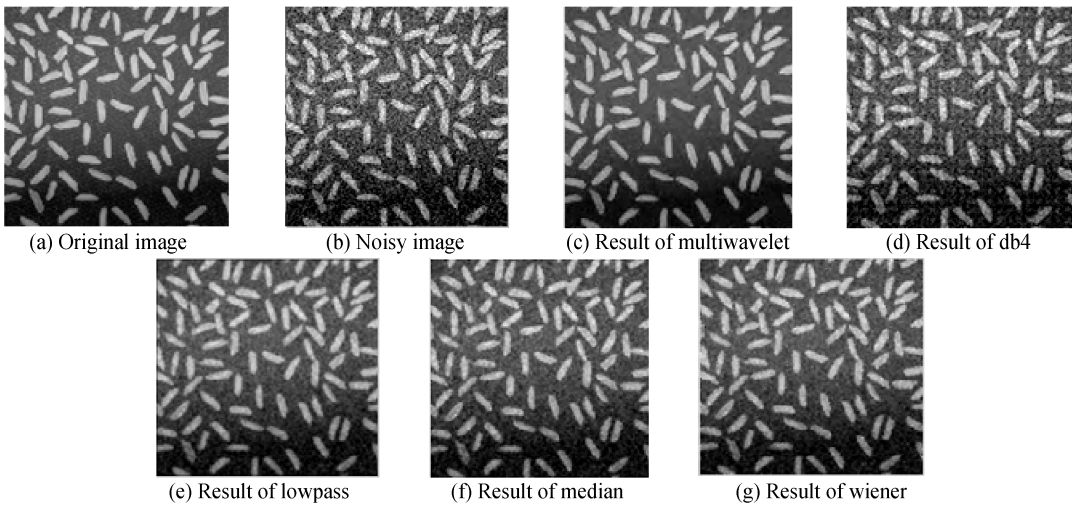 (a) Original image
(b) Noisy image
(c) Result of multiwavelet
(d) Result of db4
(e) Result of lowpass
(f) Result of median
(g) Result of wiener